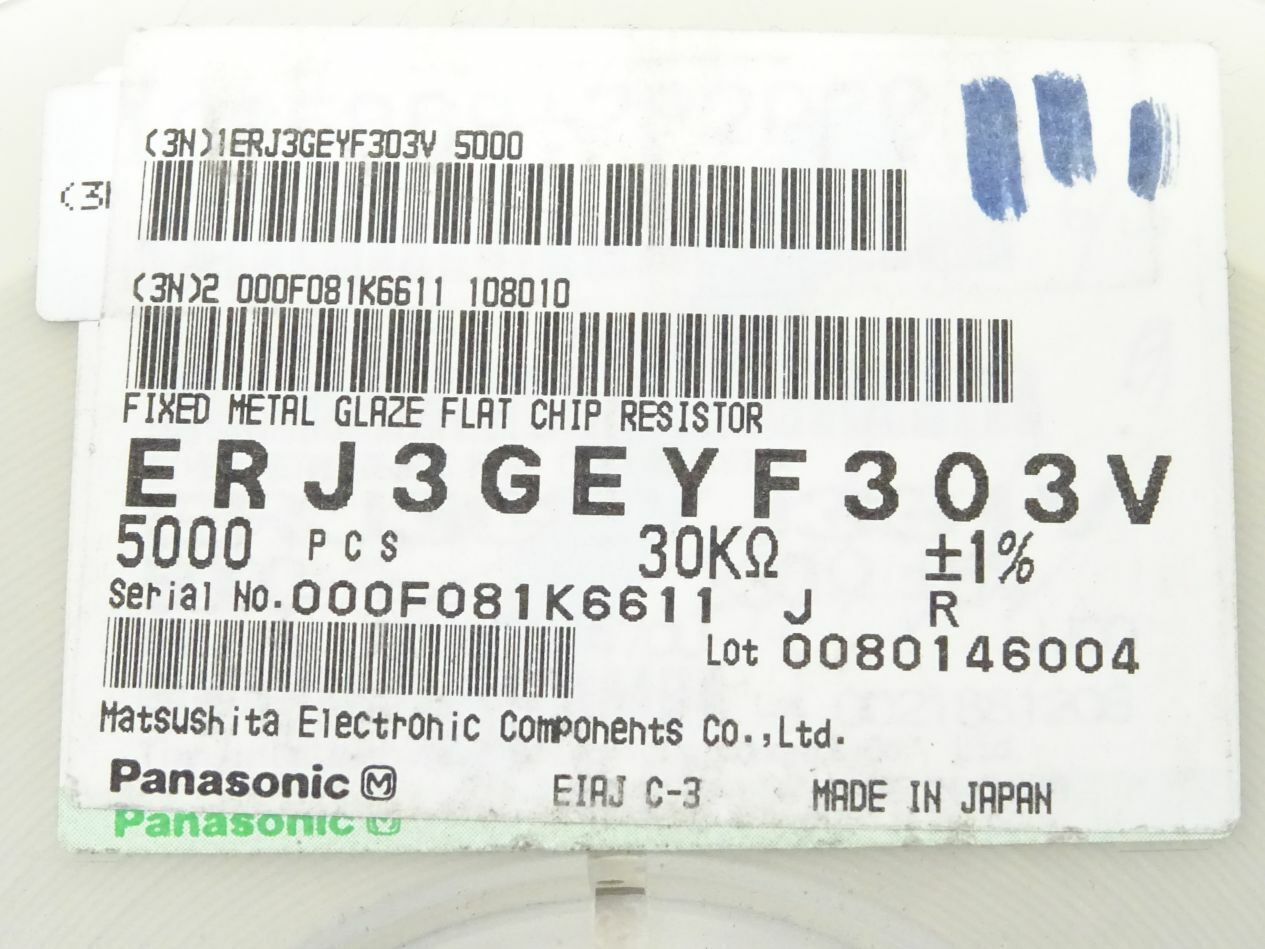 (3N)1ERJ3GEYF303V 5000
(3N
(3N)2 000F081K6611 108010
FIXED METAL GLAZE FLAT CHIP RESISTOR
ERJ3GEYF303V
5000 PCS 30KΩ ±1%
Serial No.000F081K6611 J R
Lot 0080146004
Matsushita Electronic Components Co.,Ltd.
Panasonic M EIAJ C-3 MADE IN JAPAN
Panasonic